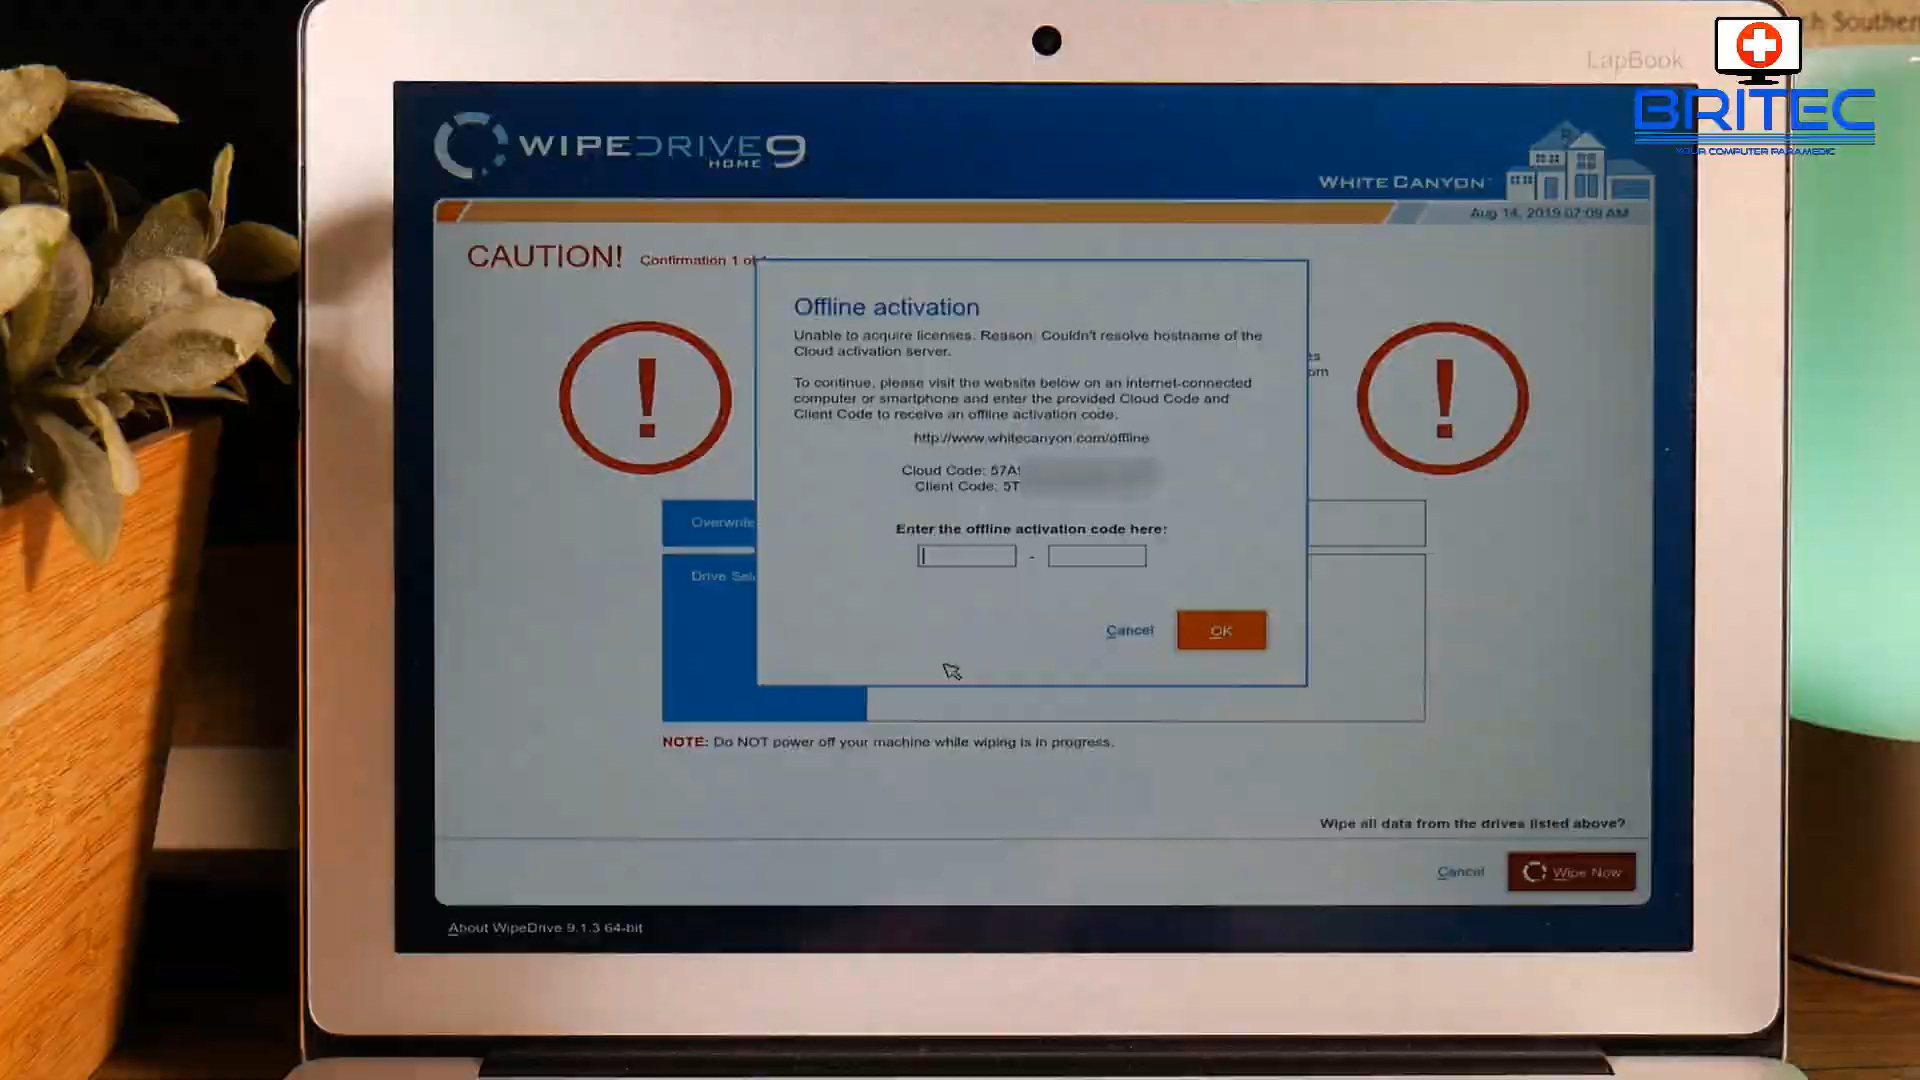 LapBook
h Southern
BRITEC
YOUR COMPUTER PARAMEDIC
WIPEDRIVE 9
HOME
WHITECANYON
Aug 14, 2019 07:09 AM
CAUTION! Confirmation 1 of
Offline activation
Unable to acquire licenses. Reason: Couldn't resolve hostname of the
Cloud activation server.
To continue, please visit the website below on an internet-connected
computer or smartphone and enter the provided Cloud Code and
Client Code to receive an offline activation code.
http://www.whitecanyon.com/offline
Cloud Code: 57A
Client Code: 5T
Enter the offline activation code here:
-
Cancel OK
Overwrite
Drive Sel
NOTE: Do NOT power off your machine while wiping is in progress.
Wipe all data from the drives listed above?
Cancel Wipe Now
About WipeDrive 9.1.3 64-bit